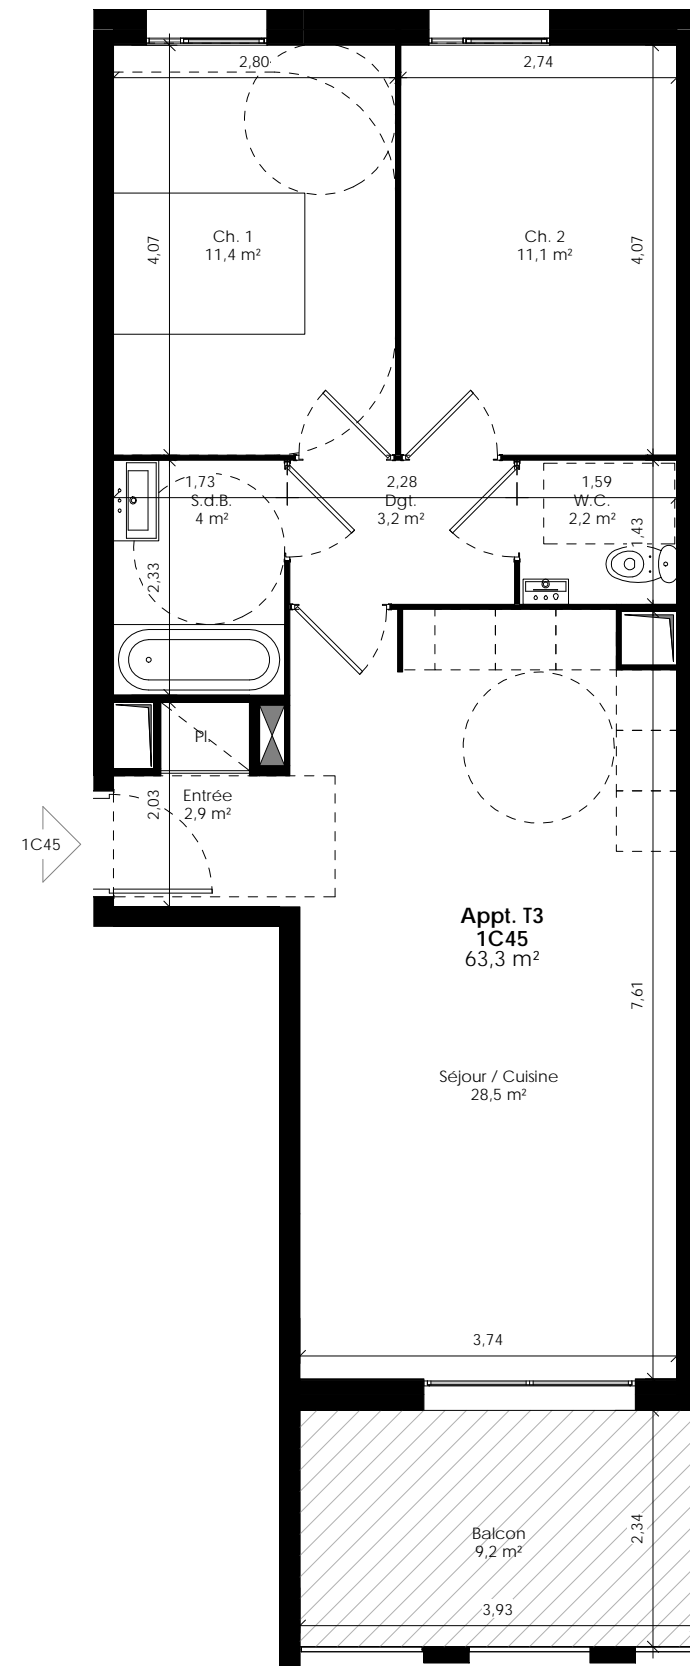 2,80
2,74
4,07
Ch. 1
11,4 m²
Ch. 2
11,1 m²
4,07
1,73
S.d.B.
4 m²
2,28
Dgt.
3,2 m²
1,59
W.C.
2,2 m²
1,43
2,33
Pl.
2,03
Entrée
2,9 m²
1C45
Appt. T3
1C45
63,3 m²
7,61
Séjour / Cuisine
28,5 m²
3,74
Balcon
9,2 m²
2,34
3,93